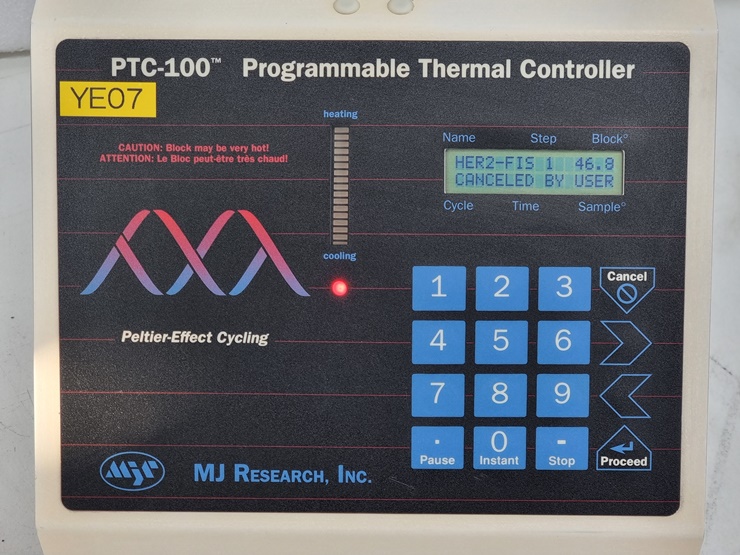 PTC-100™ Programmable Thermal Controller
YE07
heating
CAUTION: Block may be very hot!
ATTENTION: Le Bloc peut-être très chaud!
Name Step Block°
HER2-FIS 1 46.8
CANCELED BY USER
Cycle Time Sample°
cooling
1 2 3 Cancel
4 5 6
Peltier-Effect Cycling
7 8 9
. 0 -
Pause Instant Stop Proceed
MJR MJ RESEARCH, INC.